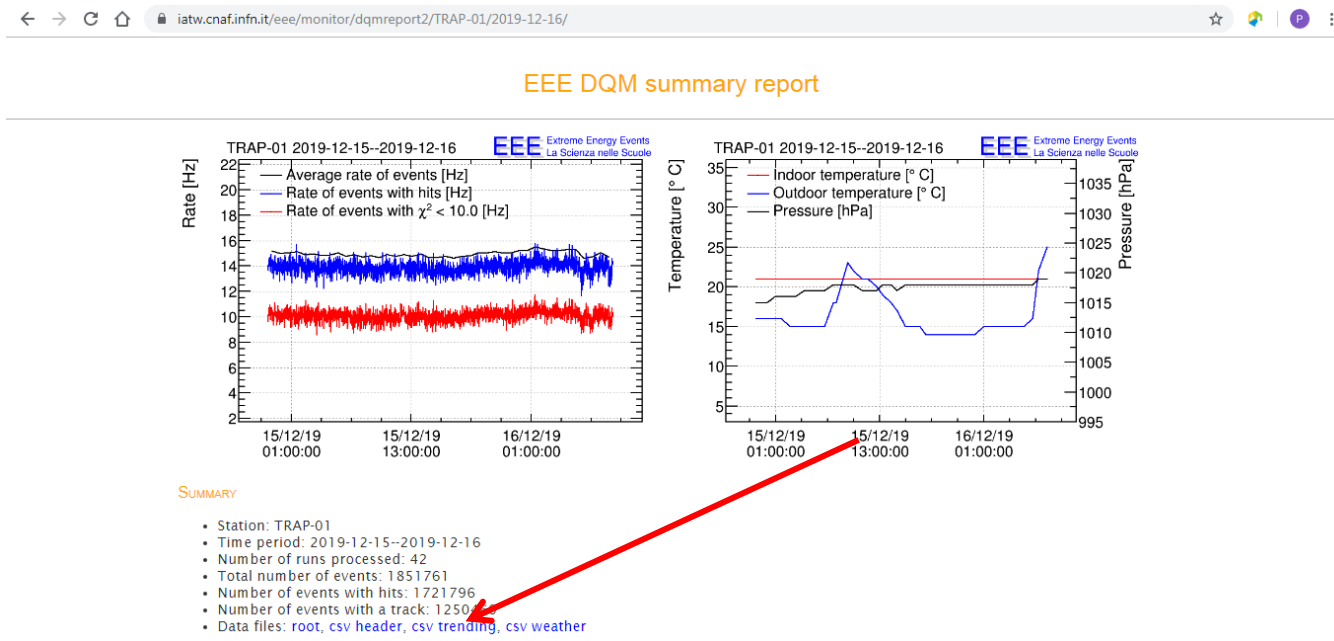 iatw.cnaf.infn.it/eee/monitor/dqmreport2/TRAP-01/2019-12-16/
P
EEE DQM summary report
TRAP-01 2019-12-15--2019-12-16
EEE Extreme Energy Events
La Scienza nelle Scuole
Rate [Hz]
22
20
18
16
14
12
10
8
6
4
2
Average rate of events [Hz]
Rate of events with hits [Hz]
Rate of events with χ² < 10.0 [Hz]
15/12/19 15/12/19 16/12/19
01:00:00 13:00:00 01:00:00
TRAP-01 2019-12-15--2019-12-16
EEE Extreme Energy Events
La Scienza nelle Scuole
Temperature [° C]
35
30
25
20
15
10
5
Indoor temperature [° C]
Outdoor temperature [° C]
Pressure [hPa]
Pressure [hPa]
1035
1030
1025
1020
1015
1010
1005
1000
995
15/12/19 15/12/19 16/12/19
01:00:00 13:00:00 01:00:00
SUMMARY
• Station: TRAP-01
• Time period: 2019-12-15--2019-12-16
• Number of runs processed: 42
• Total number of events: 1851761
• Number of events with hits: 1721796
• Number of events with a track:
• Data files: root, csv header, csv trending, csv weather